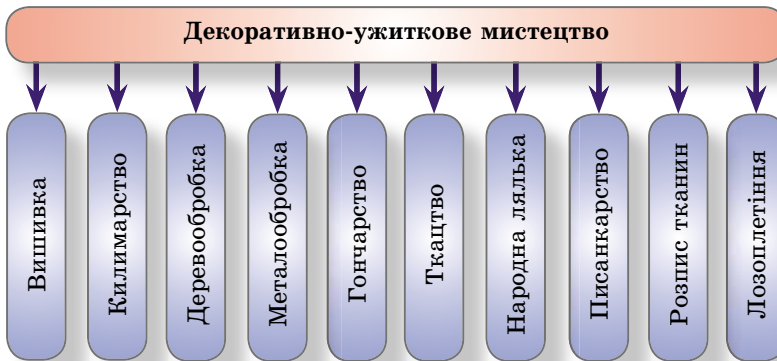 Декоративно-ужиткове мистецтво
Вишивка
Килимарство
Деревообробка
Металообробка
Гончарство
Ткацтво
Народна лялька
Писанкарство
Розпис тканин
Лозоплетіння